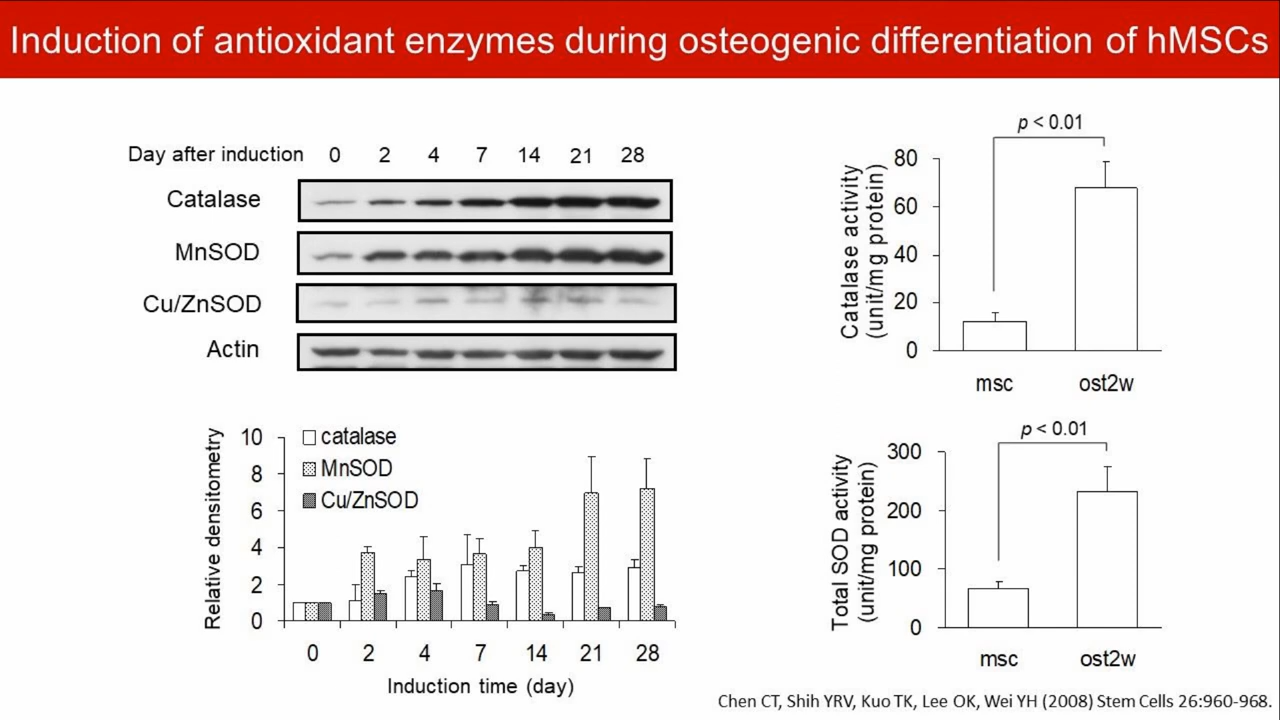 Induction of antioxidant enzymes during osteogenic differentiation of hMSCs
Day after induction 0 2 4 7 14 21 28
Catalase
MnSOD
Cu/ZnSOD
Actin
Relative densitometry
10
8
6
4
2
0
catalase
MnSOD
Cu/ZnSOD
0 2 4 7 14 21 28
Induction time (day)
p < 0.01
Catalase activity
(unit/mg protein)
80
60
40
20
0
msc ost2w
p < 0.01
Total SOD activity
(unit/mg protein)
300
200
100
0
msc ost2w
Chen CT, Shih YRV, Kuo TK, Lee OK, Wei YH (2008) Stem Cells 26:960-968.